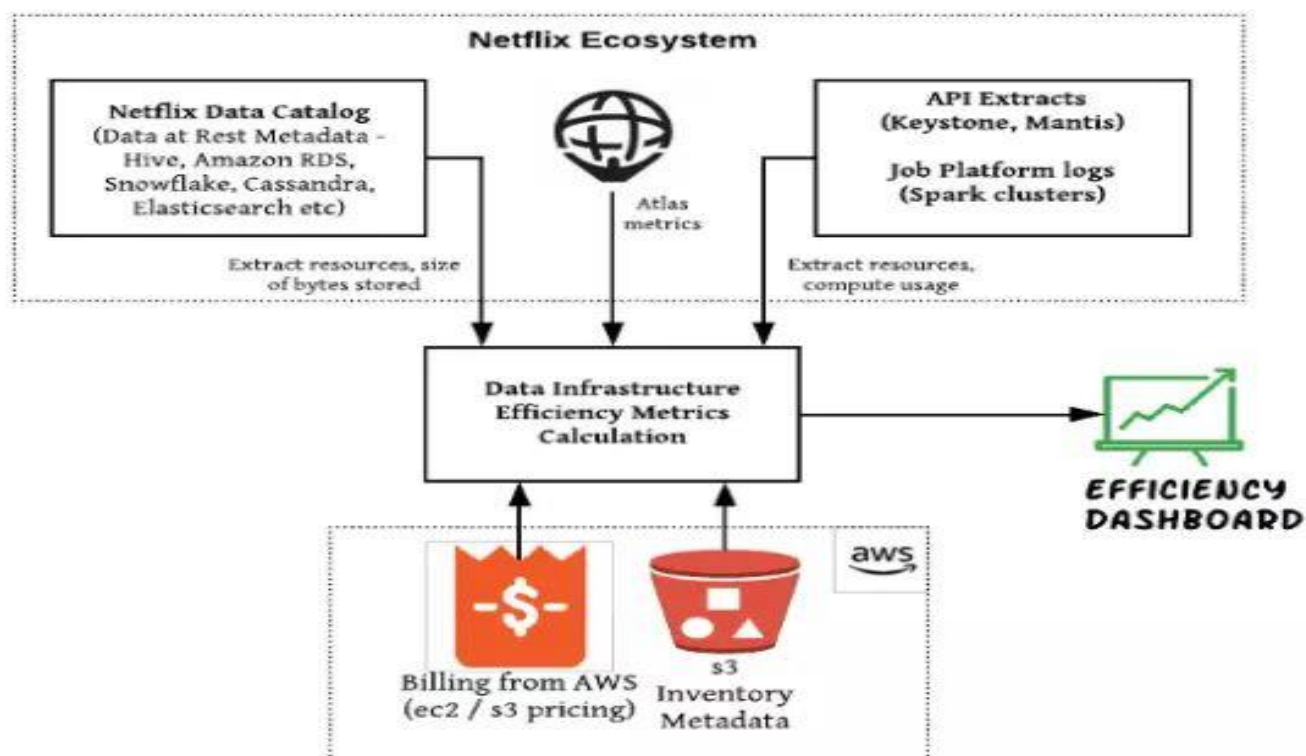 Netflix Ecosystem
Netflix Data Catalog
(Data at Rest Metadata -
Hive, Amazon RDS,
Snowflake, Cassandra,
Elasticsearch etc)
Atlas
metrics
API Extracts
(Keystone, Mantis)
Job Platform logs
(Spark clusters)
Extract resources, size
of bytes stored
Extract resources,
compute usage
Data Infrastructure
Efficiency Metrics
Calculation
EFFICIENCY
DASHBOARD
aws
-$-
Billing from AWS
(ec2 / s3 pricing)
s3
Inventory
Metadata